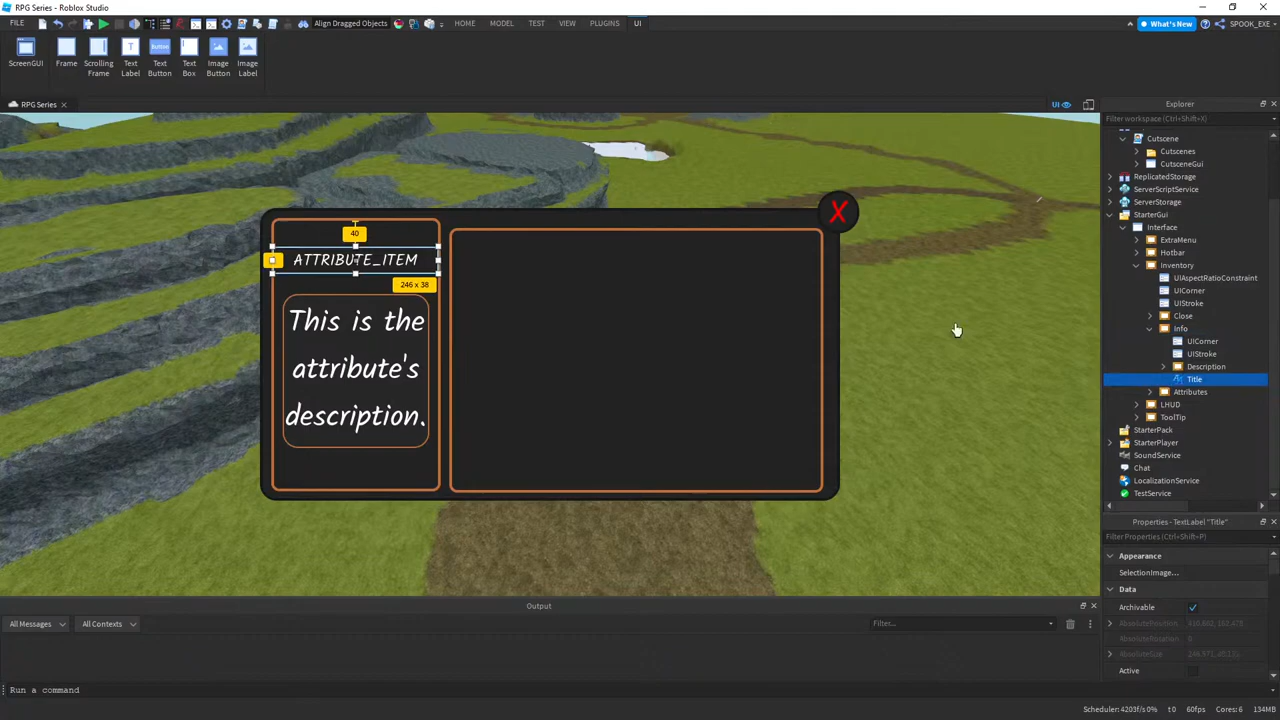 RPG Series - Roblox Studio
FILE
Align Dragged Objects
HOME
MODEL
TEST
VIEW
PLUGINS
UI
What's New
SPOOK_EXE
ScreenGUI
Frame
Scrolling Frame
Text Label
Button
Text Button
Text Box
Image Button
Image Label
RPG Series
UI
Explorer
Filter workspace (Ctrl+Shift+X)
Cutscene
Cutscenes
CutsceneGui
ReplicatedStorage
ServerScriptService
ServerStorage
StarterGui
Interface
ExtraMenu
Hotbar
Inventory
UIAspectRatioConstraint
UICorner
UIStroke
Close
Info
UICorner
UIStroke
Description
Title
Attributes
LHUD
ToolTip
StarterPack
StarterPlayer
SoundService
Chat
LocalizationService
TestService
X
40
ATTRIBUTE_ITEM
246 x 38
This is the
attribute's
description.
Properties - TextLabel "Title"
Filter Properties (Ctrl+Shift+P)
Appearance
SelectionImage...
Data
Archivable
AbsolutePosition
AbsoluteRotation 0
AbsoluteSize
Active
Output
All Messages
All Contexts
Filter...
Run a command
Scheduler: 4203f/s 0%
t 0
60fps
Cores: 6
134MB